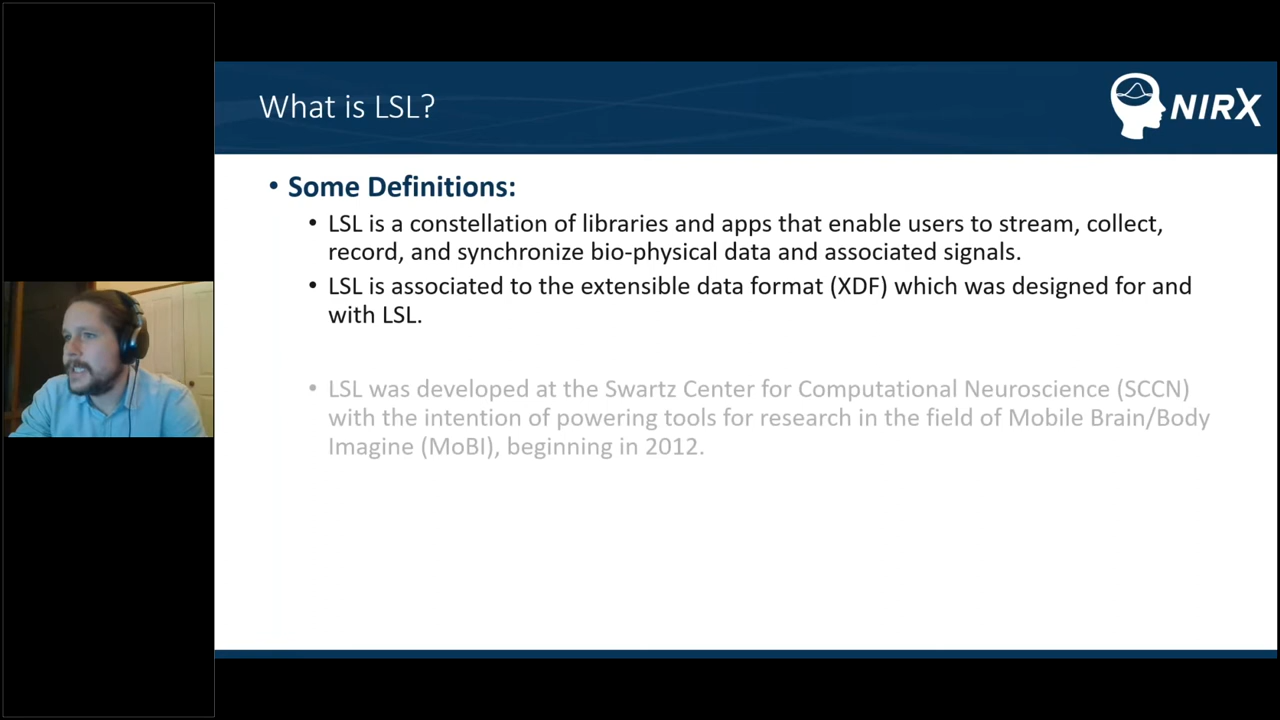 What is LSL?
NIRX
• Some Definitions:
• LSL is a constellation of libraries and apps that enable users to stream, collect,
record, and synchronize bio-physical data and associated signals.
• LSL is associated to the extensible data format (XDF) which was designed for and
with LSL.
• LSL was developed at the Swartz Center for Computational Neuroscience (SCCN)
with the intention of powering tools for research in the field of Mobile Brain/Body
Imagine (MoBI), beginning in 2012.